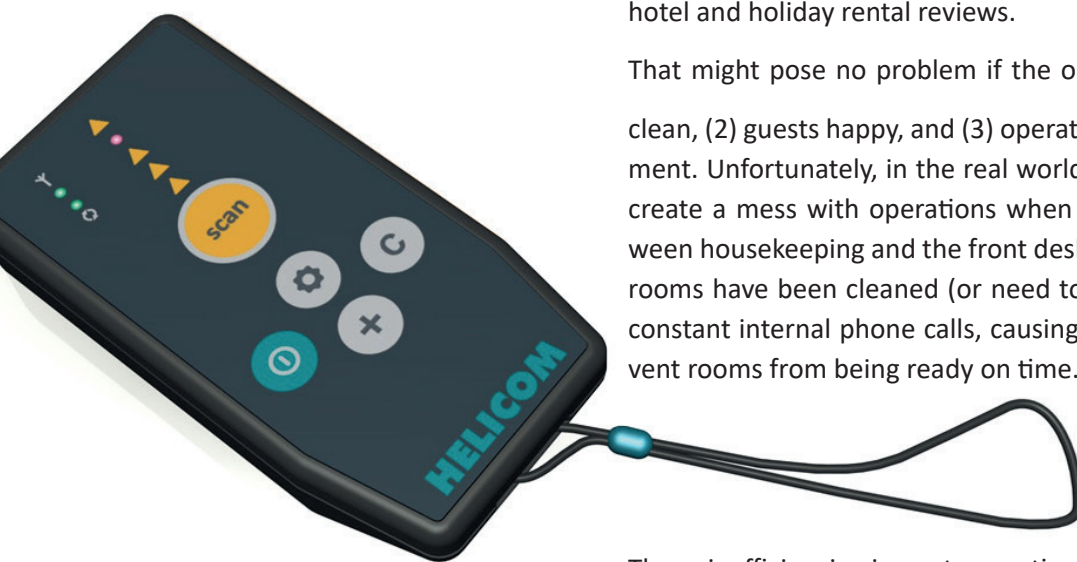 hotel and holiday rental reviews.
That might pose no problem if the o
clean, (2) guests happy, and (3) operat
ment. Unfortunately, in the real world
create a mess with operations when
ween housekeeping and the front des
rooms have been cleaned (or need to
constant internal phone calls, causing
vent rooms from being ready on time.
scan
C
HELICOM